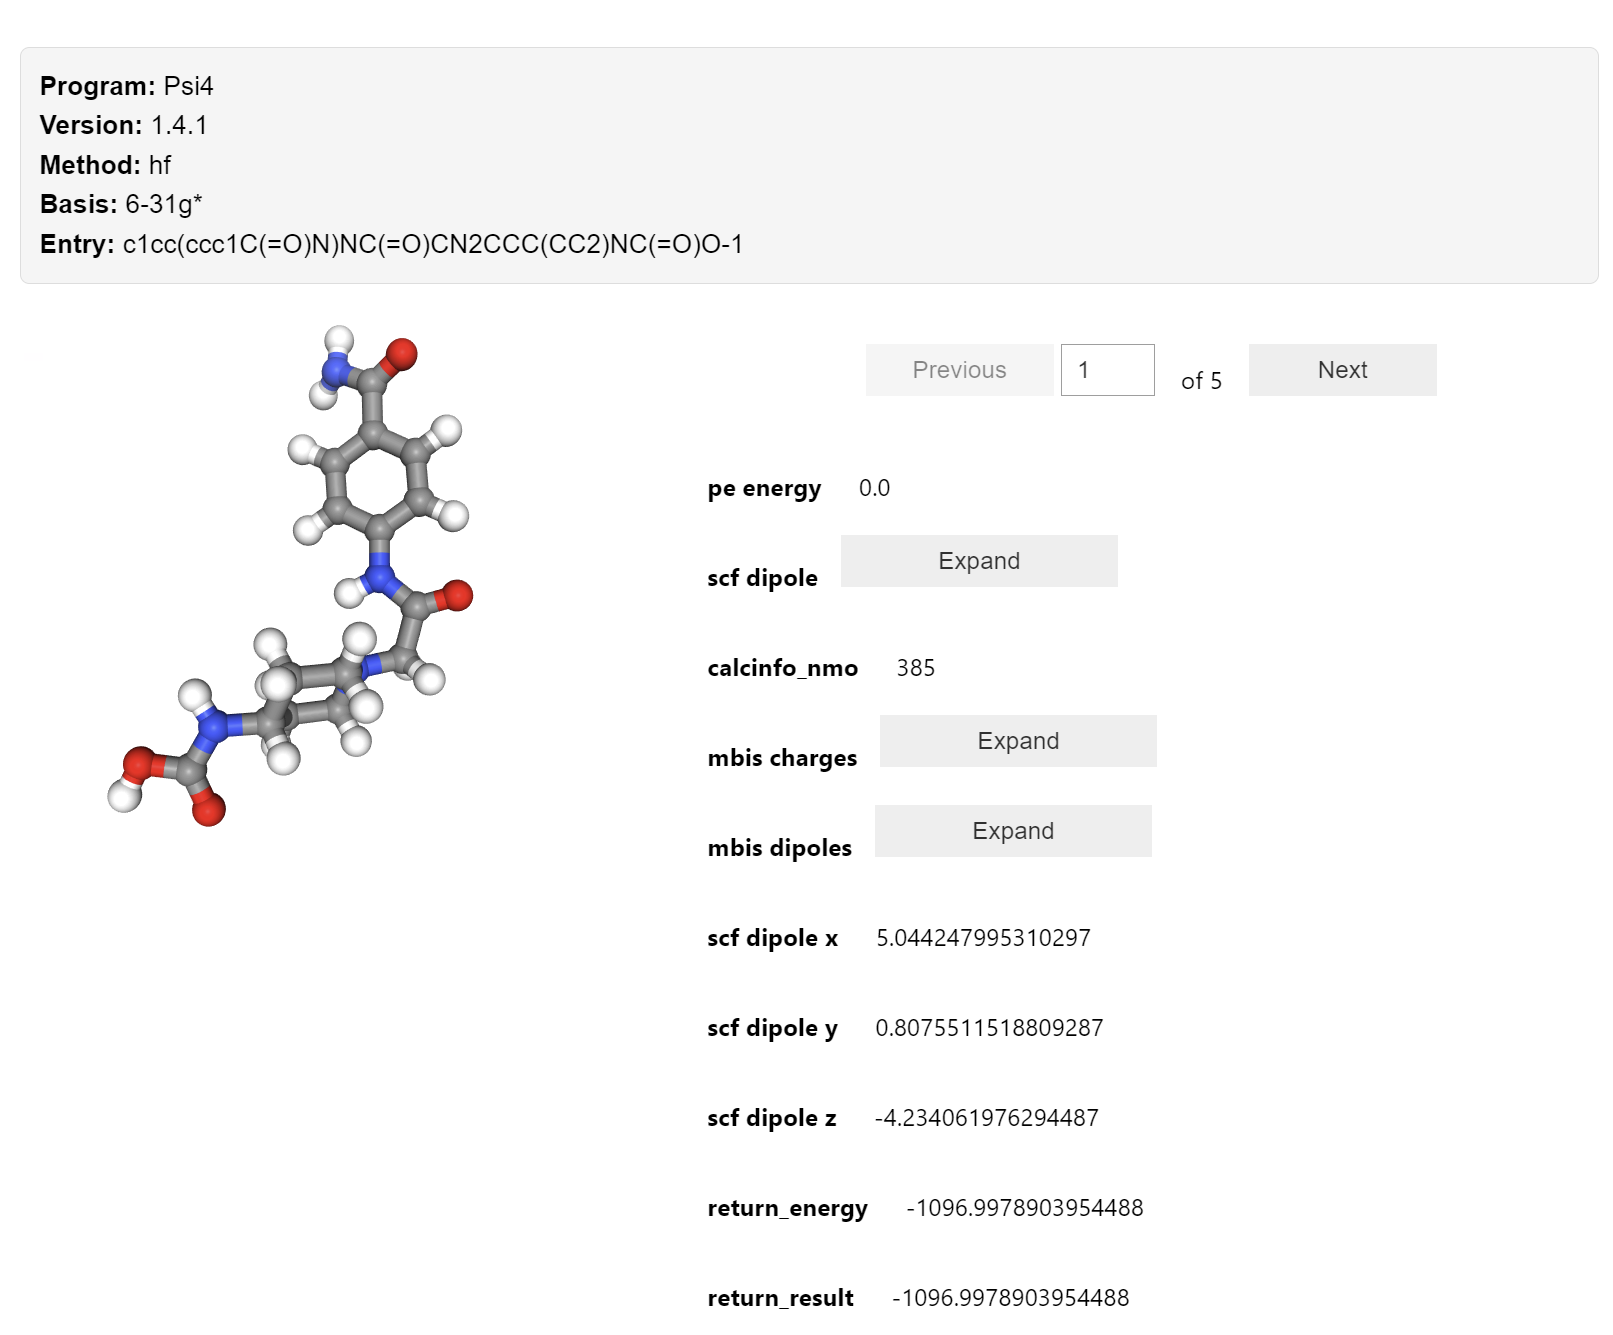 Program: Psi4
Version: 1.4.1
Method: hf
Basis: 6-31g*
Entry: c1cc(ccc1C(=O)N)NC(=O)CN2CCC(CC2)NC(=O)O-1
Previous 1 of 5 Next
pe energy 0.0
scf dipole Expand
calcinfo_nmo 385
mbis charges Expand
mbis dipoles Expand
scf dipole x 5.044247995310297
scf dipole y 0.8075511518809287
scf dipole z -4.234061976294487
return_energy -1096.9978903954488
return_result -1096.9978903954488